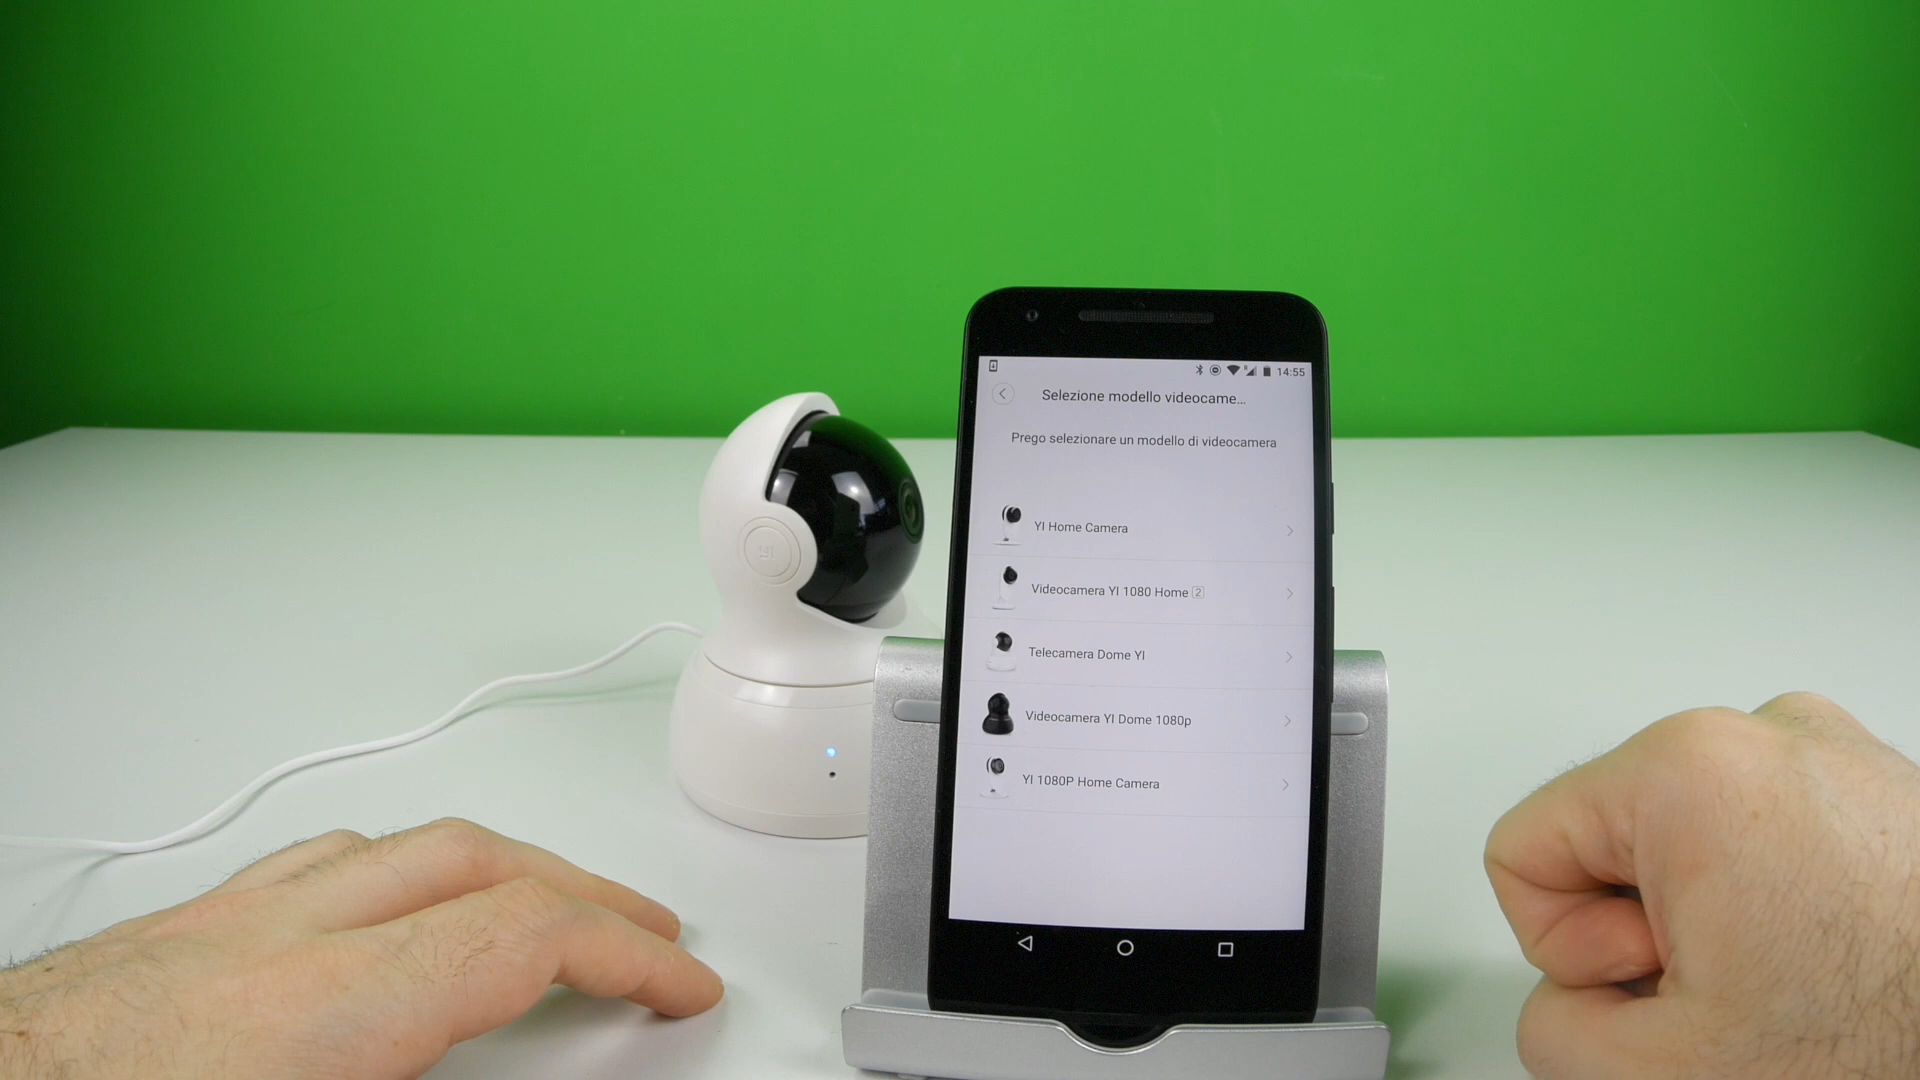 14:55
Selezione modello videocame...
Prego selezionare un modello di videocamera
YI Home Camera
Videocamera YI 1080 Home 2
Telecamera Dome YI
Videocamera YI Dome 1080p
YI 1080P Home Camera
YI